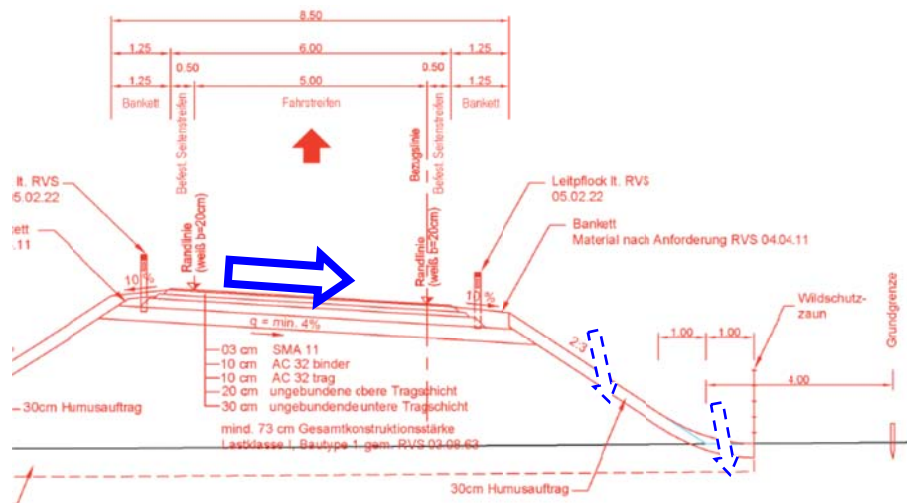 8.50
1.25
6.00
1.25
0.50
0.50
1.25
5.00
1.25
Bankett
Fahrstreifen
Bankett
Befest. Seitenstreifen
Bezugslinie
Befest. Seitenstreifen
lt. RVS
05.02.22
kett
.11
Randlinie
(weiß b=20cm)
Randlinie
(weiß b=20cm)
Leitpflock lt. RVS
05.02.22
Bankett
Material nach Anforderung RVS 04.04.11
Wildschutz-
zaun
Grundgrenze
10 %
10 %
q = min. 4%
2:3
1.00
1.00
4.00
03 cm SMA 11
10 cm AC 32 binder
10 cm AC 32 trag
20 cm ungebundene obere Tragschicht
30 cm ungebundendeuntere Tragschicht
mind. 73 cm Gesamtkonstruktionsstärke
Lastklasse I, Bautype 1 gem. RVS 03.08.63
30cm Humusauftrag
30cm Humusauftrag